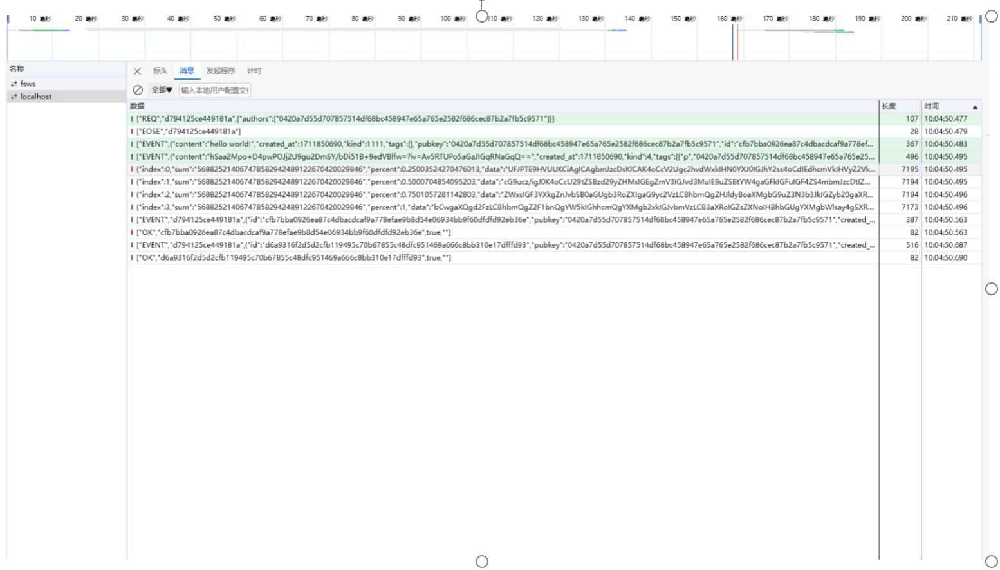 10 毫秒 20 毫秒 30 毫秒 40 毫秒 50 毫秒 60 毫秒 70 毫秒 80 毫秒 90 毫秒 100 毫秒 110 毫秒 120 毫秒 130 毫秒 140 毫秒 150 毫秒 160 毫秒 170 毫秒 180 毫秒 190 毫秒 200 毫秒 210 毫秒
名称
fsws
localhost
标头 消息 发起程序 计时
全部 输入本地用户配置文
数据 长度 时间
["REQ","d794125ce449181a",{"authors":["0420a7d55d707857514df68bc458947e65a765e2582f686cec87b2a7fb5c9571"]}] 107 10:04:50.477
["EOSE","d794125ce449181a"] 28 10:04:50.479
["EVENT",{"content":"hello world!","created_at":1711850690,"kind":1111,"tags":[],"pubkey":"0420a7d55d707857514df68bc458947e65a765e2582f686cec87b2a7fb5c9571","id":"cfb7bba0926ea87c4dbacdcaf9a778ef... 367 10:04:50.483
["EVENT",{"content":"hSaa2Mpo+D4pwPOJj2U9gu2DmSY/bDi51B+9edVBlfw=?iv=Av5RTUPo5aGaJIGqRNaGqQ==","created_at":1711850690,"kind":4,"tags":[["p","0420a7d55d707857514df68bc458947e65a765e25... 496 10:04:50.495
{"index":0,"sum":"56882521406747858294248912267042002984​6","percent":0.25003524270476013,"data":"UFJPTE9HVUUKCiAgICAgbmJzcDsKICAK4oCcV2Ugc2hvdWxkIHN0YXJ0IGJhY2ss4oCdIEdhcmVkIHVyZ2Vk... 7195 10:04:50.495
{"index":1,"sum":"568825214067478582942489122670420029846","percent":0.5000704854095203,"data":"cG9ucz/igJ0K4oCcU29tZSBzd29yZHMsIGEgZmV3IGJvd3MuIE9uZSBtYW4gaGFkIGFuIGF4ZS4mbmJzcDtIZ... 7194 10:04:50.495
{"index":2,"sum":"568825214067478582942489122670420029846","percent":0.7501057281142803,"data":"ZWxsIGF3YXkgZnJvbSB0aGUgb3RoZXIgaG9yc2VzLCBhbmQgZHJldyBoaXMgbG9uZ3N3b3JkIGZyb20gaXR... 7194 10:04:50.496
{"index":3,"sum":"568825214067478582942489122670420029846","percent":1,"data":"bCwgaXQgd2FzLCBhbmQgZ2F1bnQgYW5kIGhhcmQgYXMgb2xkIGJvbmVzLCB3aXRoIGZsZXNoIHBhbGUgYXMgbWlsay4gSXR... 7173 10:04:50.496
["EVENT","d794125ce449181a",{"id":"cfb7bba0926ea87c4dbacdcaf9a778efae9b8d54e06934bb9f60dfdfd92eb36e","pubkey":"0420a7d55d707857514df68bc458947e65a765e2582f686cec87b2a7fb5c9571","created_... 387 10:04:50.563
["OK","cfb7bba0926ea87c4dbacdcaf9a778efae9b8d54e06934bb9f60dfdfd92eb36e",true,""] 82 10:04:50.563
["EVENT","d794125ce449181a",{"id":"d6a9316f2d5d2cfb119495c70b67855c48dfc951469a666c8bb310e17dfffd93","pubkey":"0420a7d55d707857514df68bc458947e65a765e2582f686cec87b2a7fb5c9571","created_... 516 10:04:50.687
["OK","d6a9316f2d5d2cfb119495c70b67855c48dfc951469a666c8bb310e17dfffd93",true,""] 82 10:04:50.690